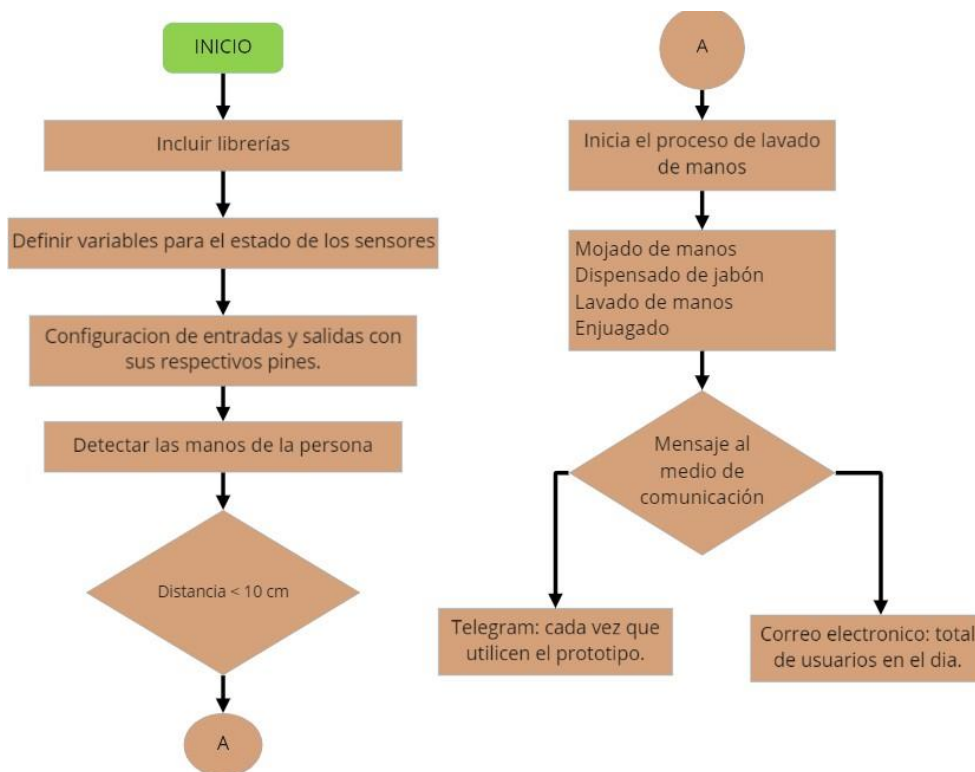 INICIO
Incluir librerías
Definir variables para el estado de los sensores
Configuracion de entradas y salidas con
sus respectivos pines.
Detectar las manos de la persona
Distancia < 10 cm
A
A
Inicia el proceso de lavado
de manos
Mojado de manos
Dispensado de jabón
Lavado de manos
Enjuagado
Mensaje al
medio de
comunicación
Telegram: cada vez que
utilicen el prototipo.
Correo electronico: total
de usuarios en el dia.